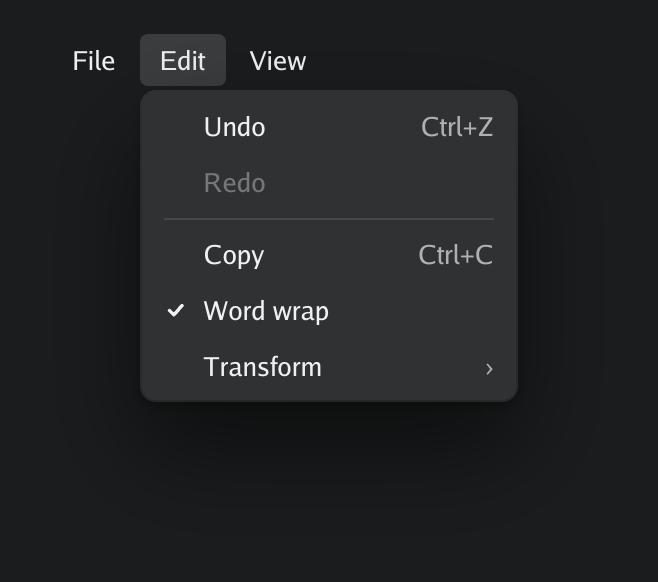 File Edit View
Undo Ctrl+Z
Redo
Copy Ctrl+C
Word wrap
Transform